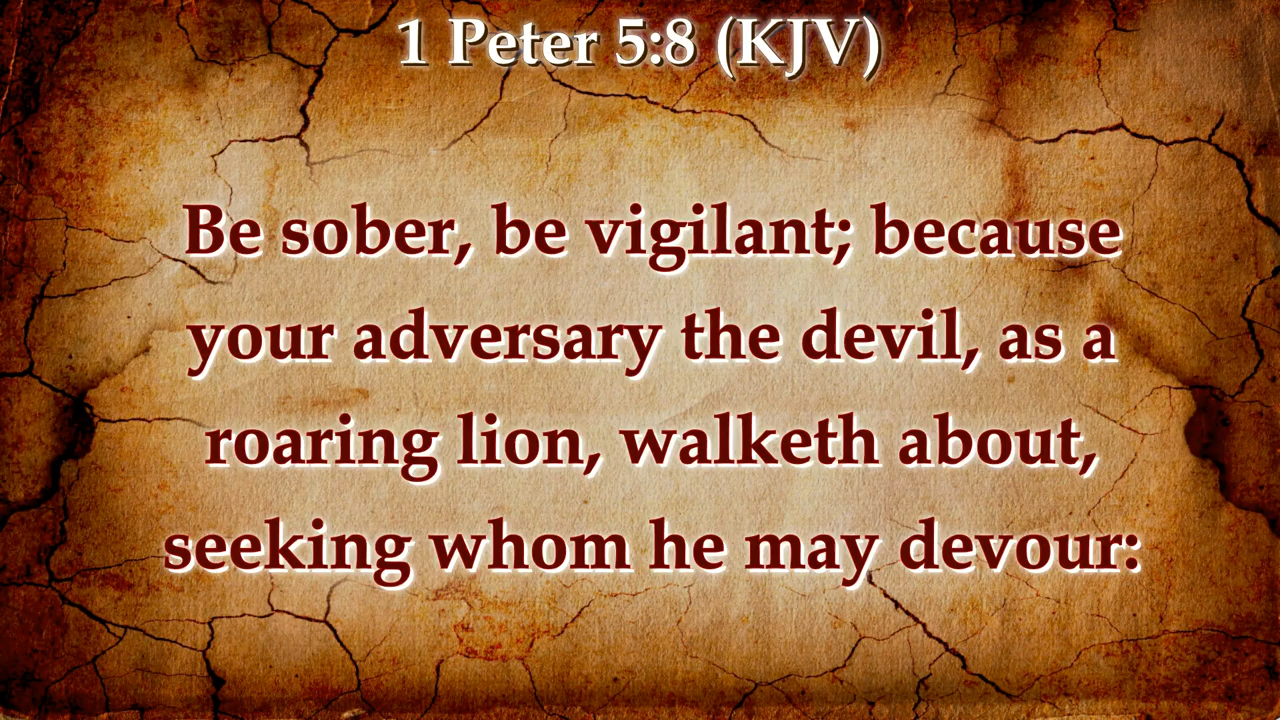 1 Peter 5:8 (KJV)
Be sober, be vigilant; because
your adversary the devil, as a
roaring lion, walketh about,
seeking whom he may devour: